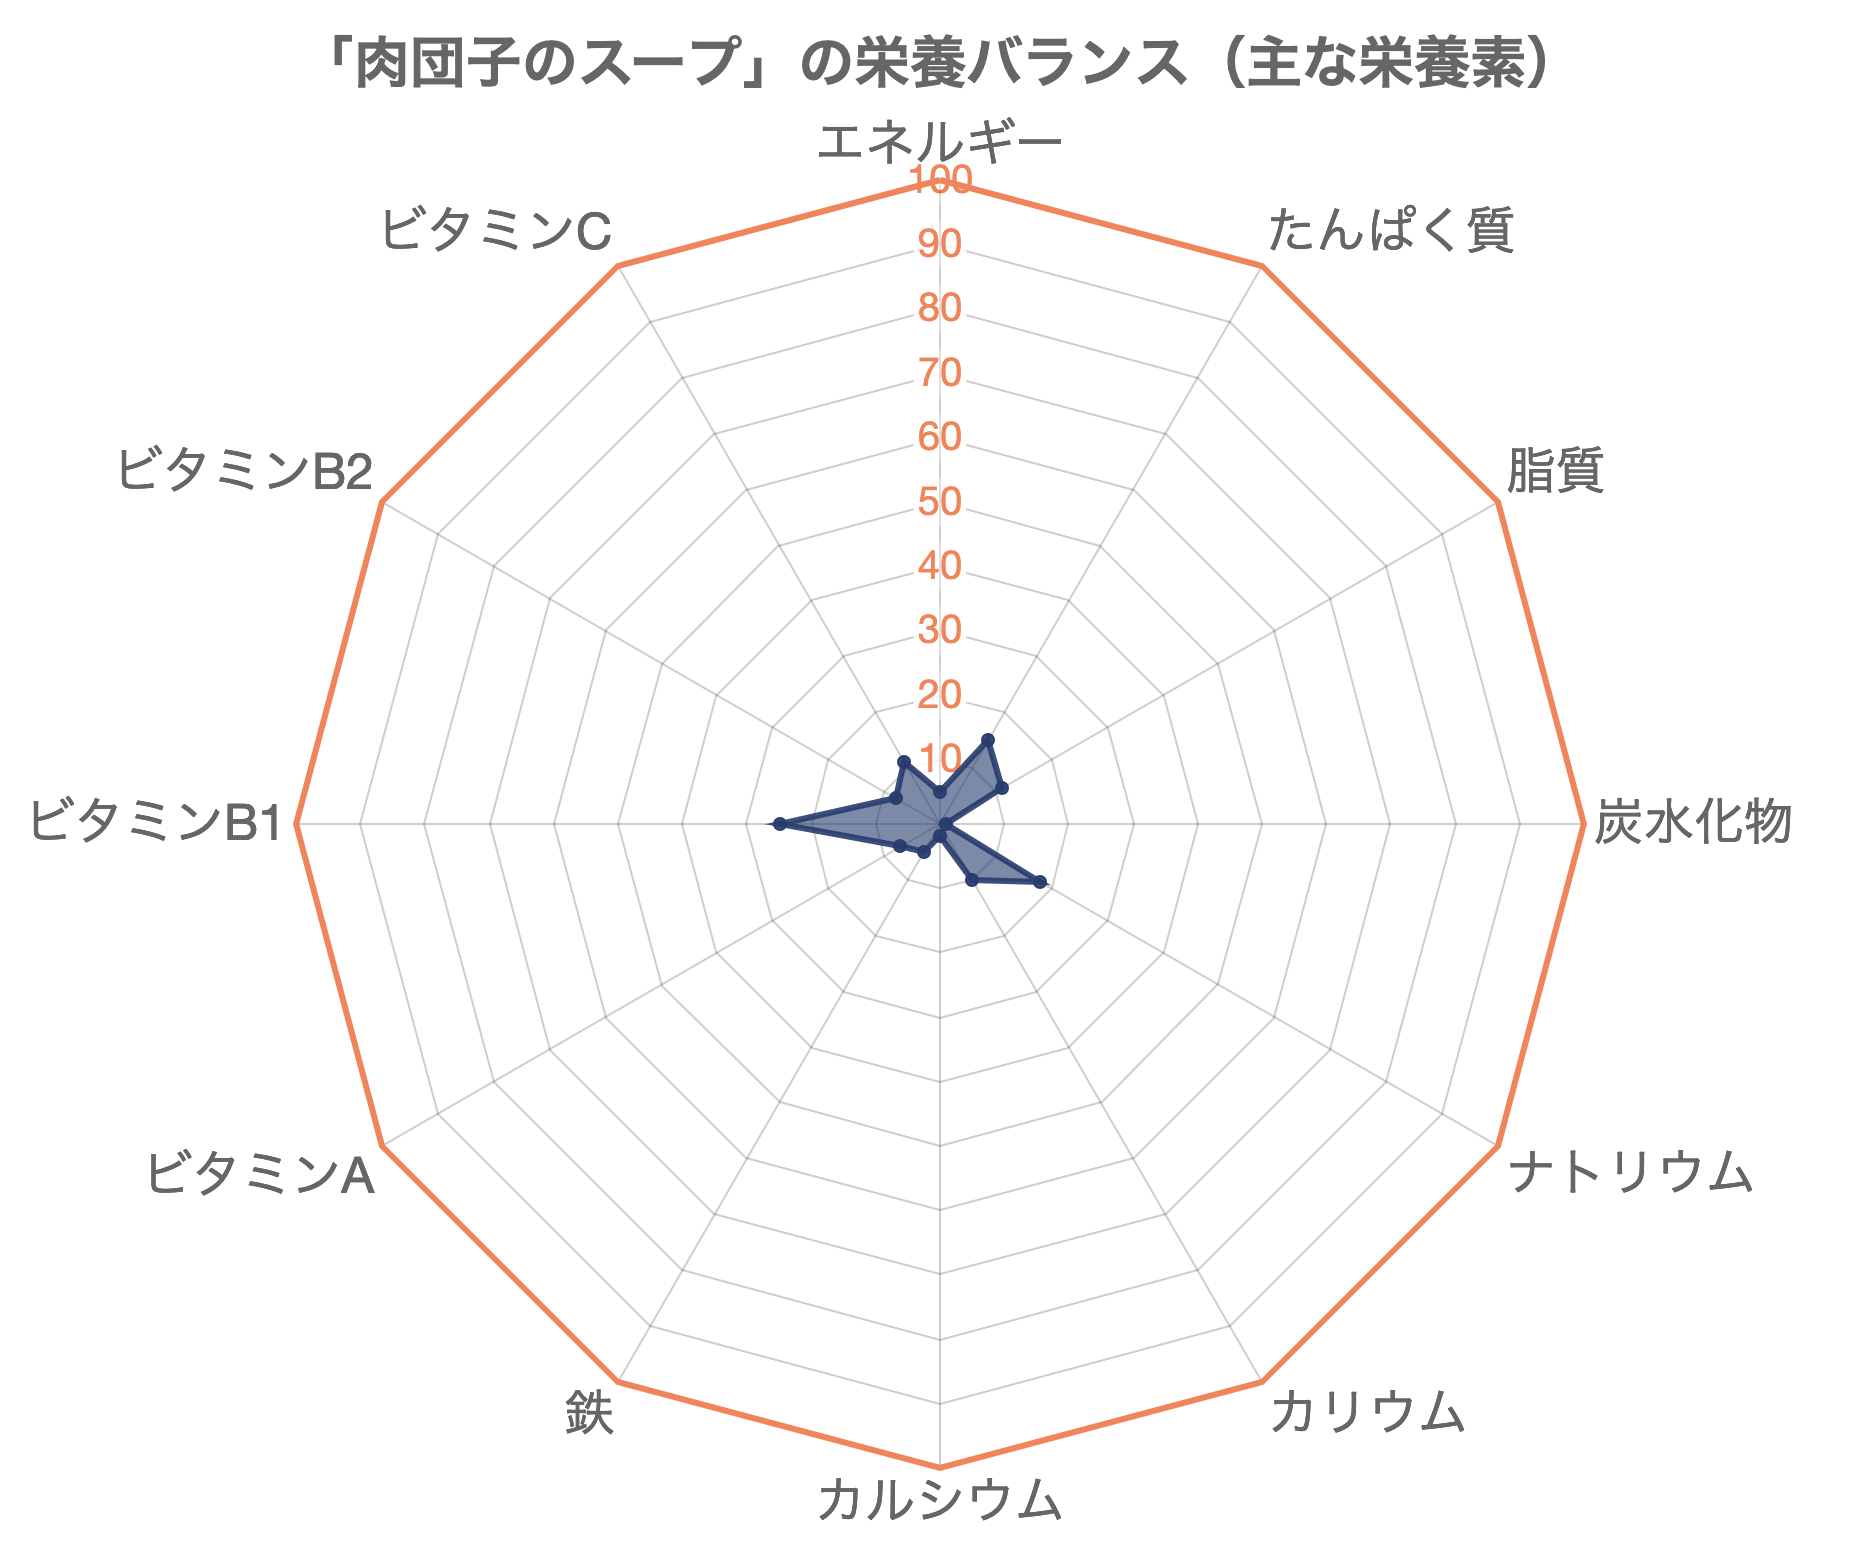 「肉団子のスープ」の栄養バランス（主な栄養素）
エネルギー
たんぱく質
脂質
炭水化物
ナトリウム
カリウム
カルシウム
鉄
ビタミンA
ビタミンB1
ビタミンB2
ビタミンC
100
90
80
70
60
50
40
30
20
10